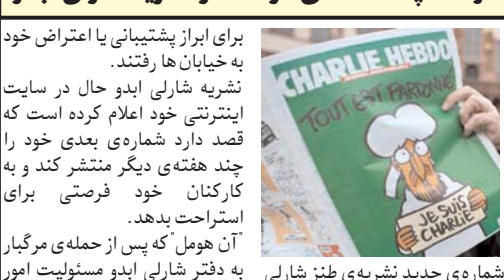 برای ابراز پشتیبانی یا اعتراض خود
به خیابان ها رفتند.
نشریه شارلی ابدو حال در سایت
اینترنتی خود اعلام کرده است که
قصد دارد شماره‌ی بعدی خود را
چند هفته‌ی دیگر منتشر کند و به
کارکنان خود فرصتی برای
استراحت بدهد.
"آن هومل" که پس از حمله‌ی مرگبار
به دفتر شارلی ابدو مسئولیت امور
CHARLIE HEBDO
TOUT EST PARDONNÉ
JE SUIS
CHARLIE
شماره‌ی جدید نشریه‌ی طنز شارلی